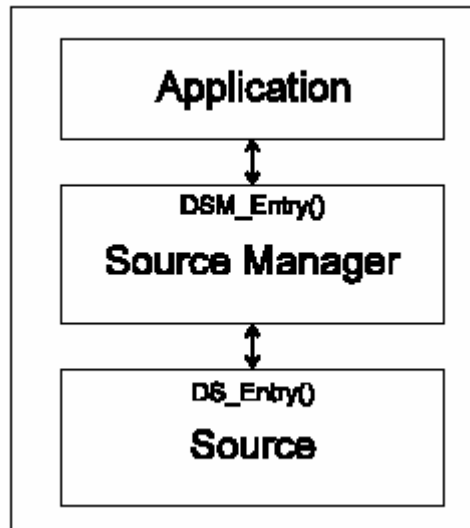 Application
DSM_Entry()
Source Manager
DS_Entry()
Source